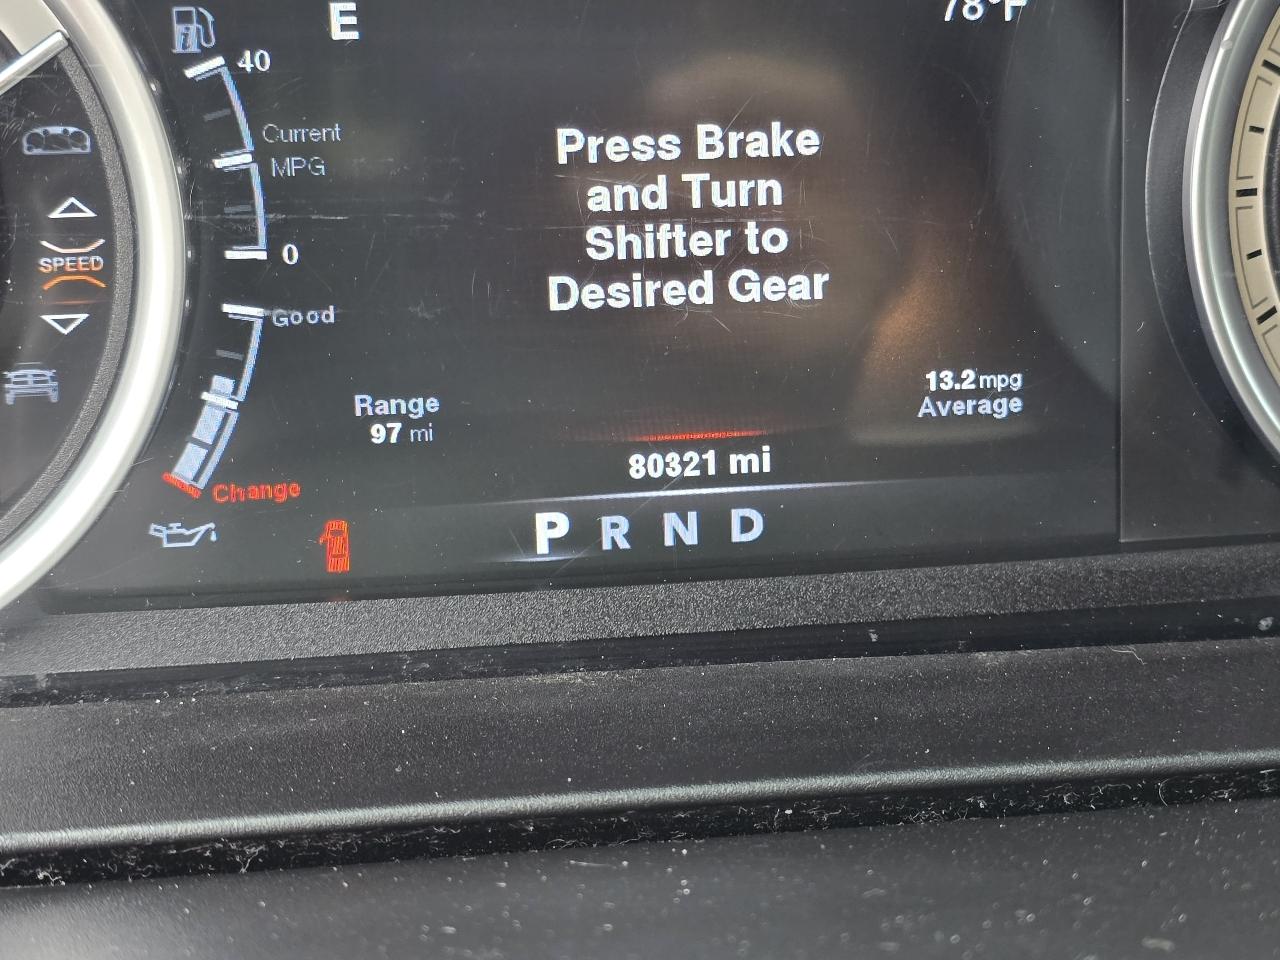 E
78°F
40
Current
MPG
0
Press Brake
and Turn
Shifter to
Desired Gear
SPEED
Good
Change
Range
97 mi
13.2 mpg
Average
80321 mi
P R N D